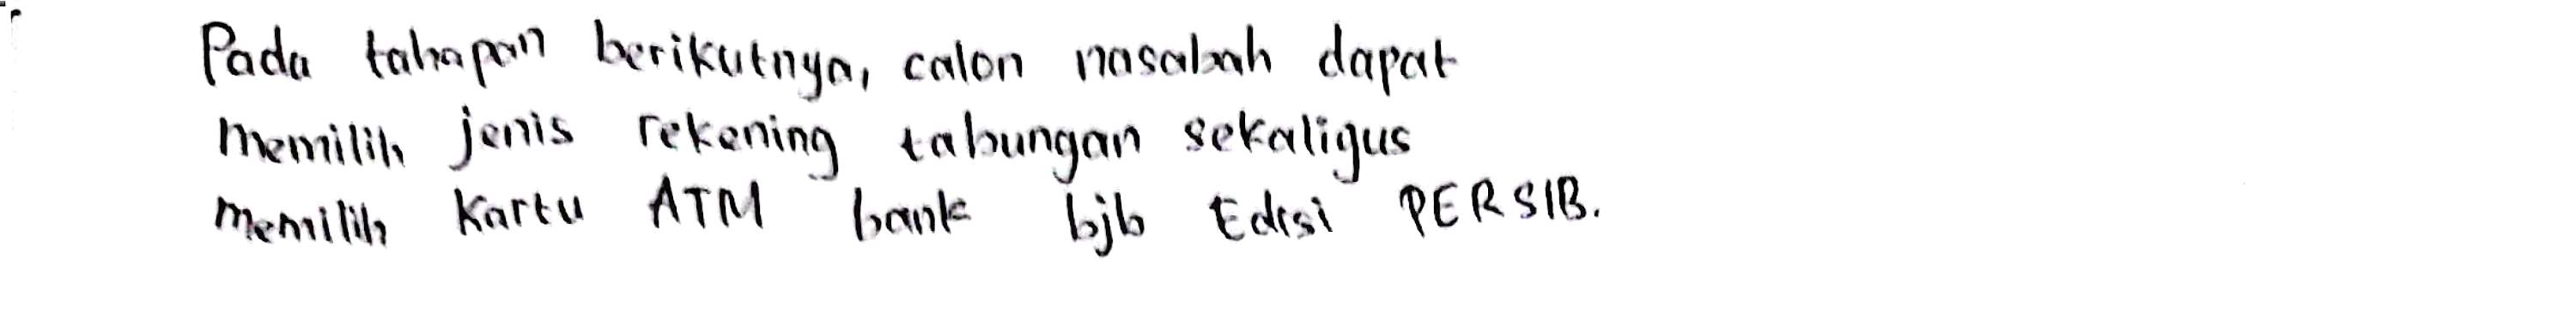 Pada tahapan berikutnya, calon nasabah dapat
memilih jenis rekening tabungan sekaligus
memilih kartu ATM bank bjb Edisi PERSIB.